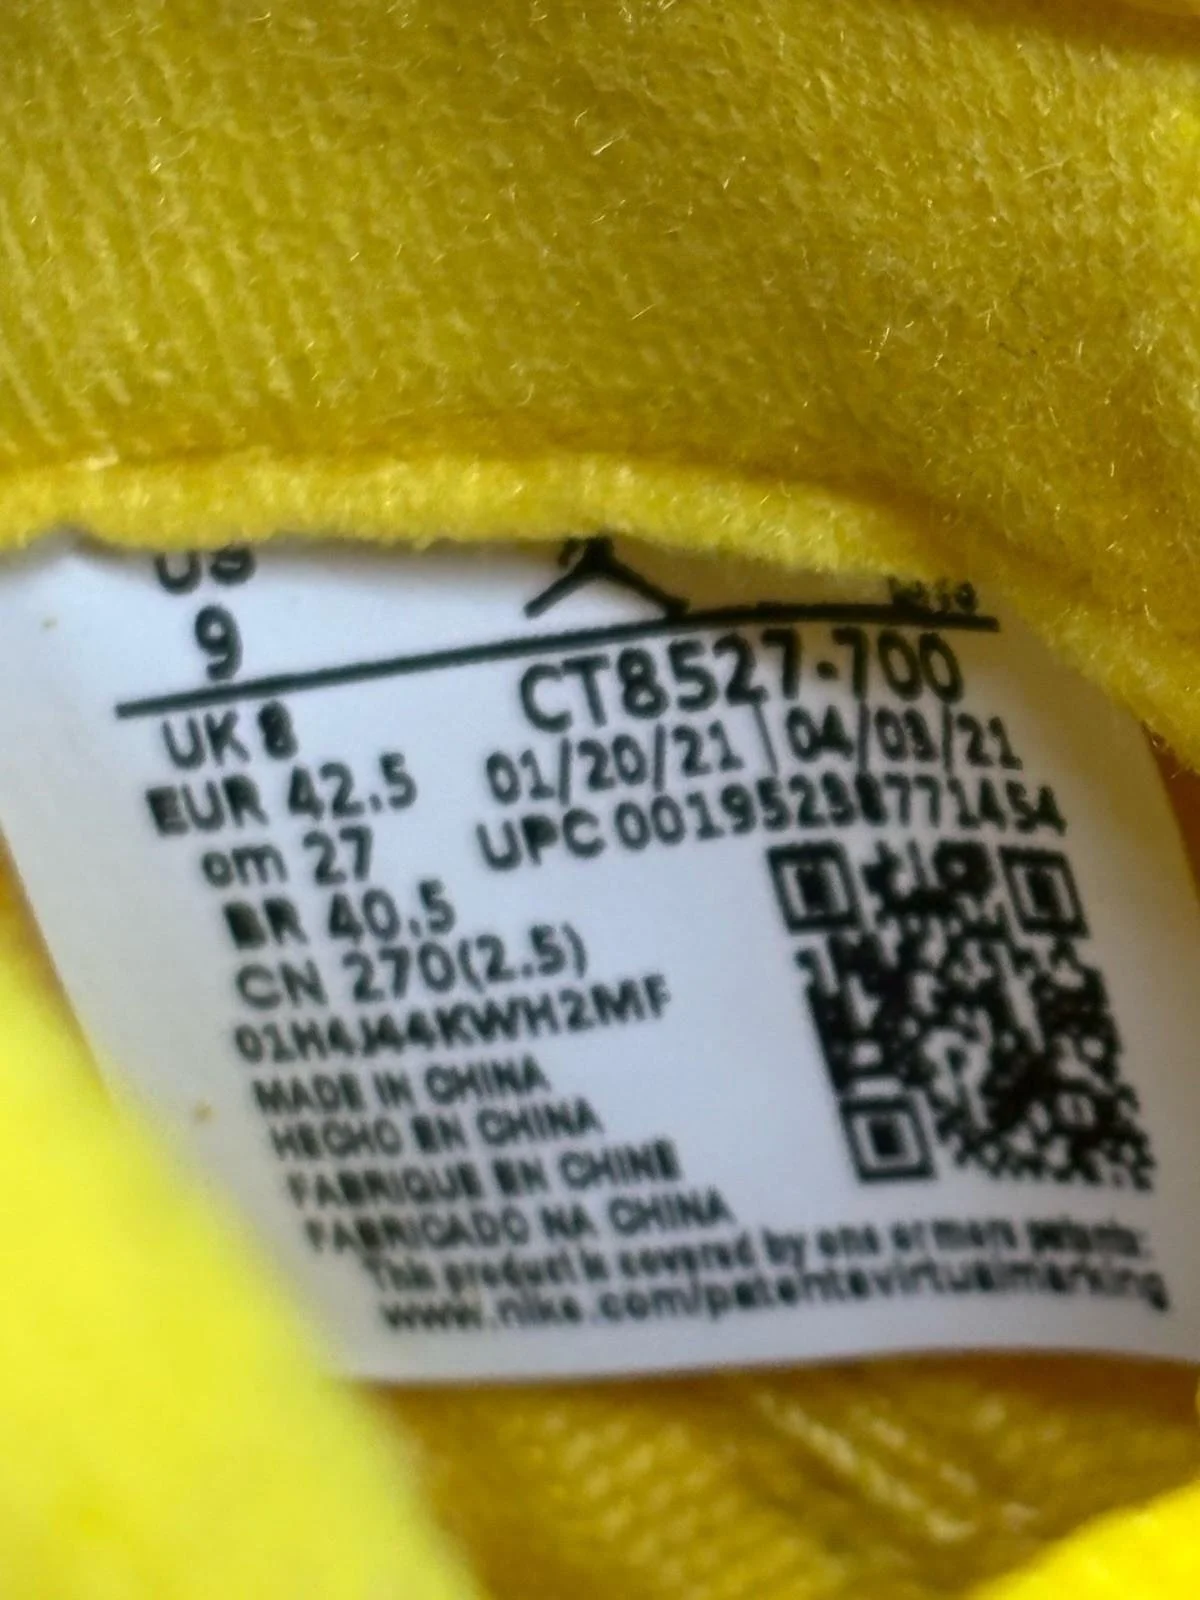 US
9
CT8527-700
UK 8
01/20/21 04/03/21
EUR 42.5
UPC 00195238771454
cm 27
BR 40.5
CN 270(2.5)
MADE IN CHINA
HECHO EN CHINA
FABRIQUE EN CHINE
FABRICADO NA CHINA
This product is covered by one or more patents:
www.nike.com/patentsvirtualmarking